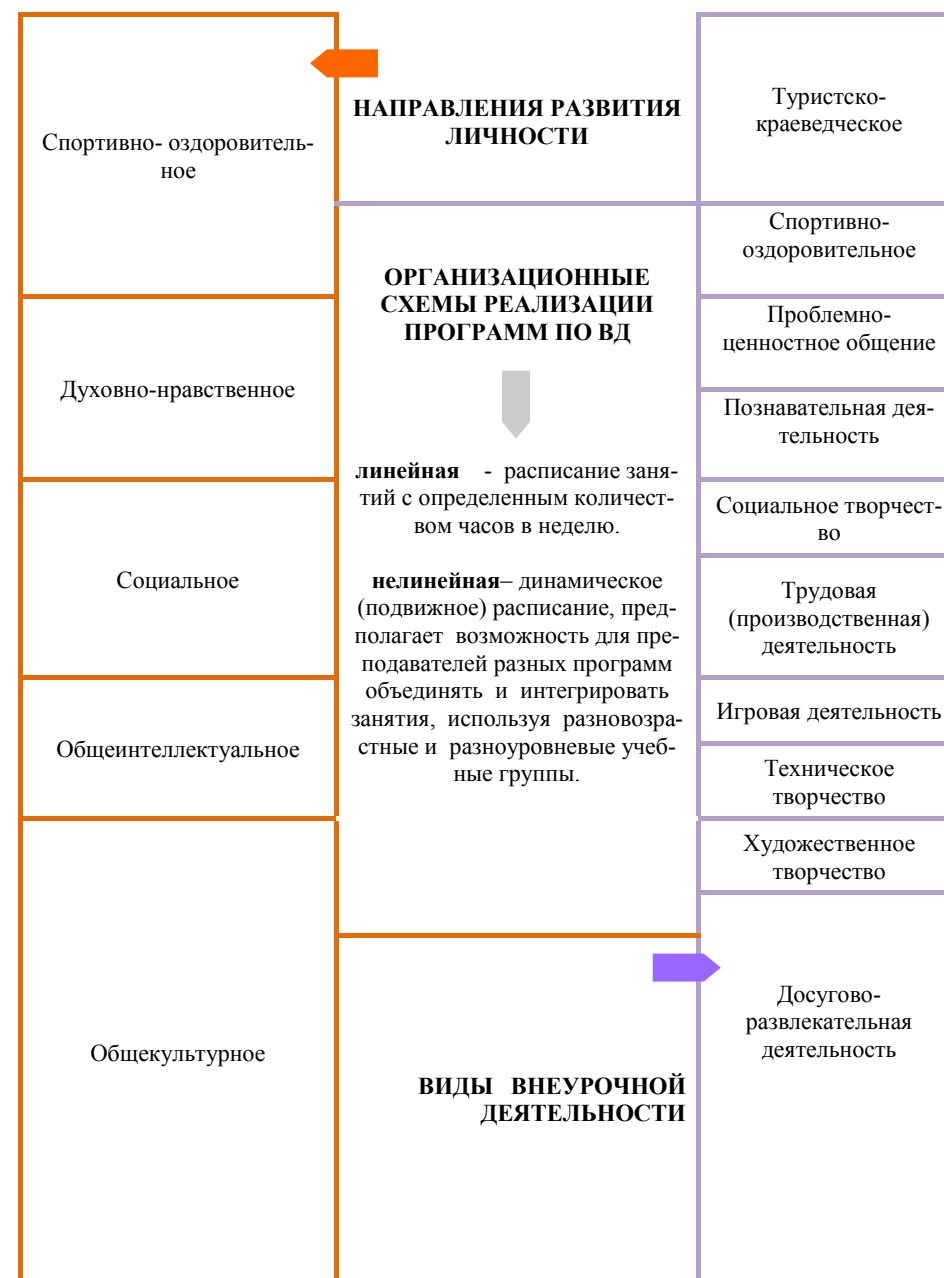 Спортивно- оздоровитель-
ное
Духовно-нравственное
Социальное
Общеинтеллектуальное
Общекультурное
НАПРАВЛЕНИЯ РАЗВИТИЯ
ЛИЧНОСТИ
ОРГАНИЗАЦИОННЫЕ
СХЕМЫ РЕАЛИЗАЦИИ
ПРОГРАММ ПО ВД
линейная - расписание заня-
тий с определенным количест-
вом часов в неделю.
нелинейная– динамическое
(подвижное) расписание, пред-
полагает возможность для пре-
подавателей разных программ
объединять и интегрировать
занятия, используя разновозра-
стные и разноуровневые учеб-
ные группы.
ВИДЫ ВНЕУРОЧНОЙ
ДЕЯТЕЛЬНОСТИ
Туристско-
краеведческое
Спортивно-
оздоровительное
Проблемно-
ценностное общение
Познавательная дея-
тельность
Социальное творчест-
во
Трудовая
(производственная)
деятельность
Игровая деятельность
Техническое
творчество
Художественное
творчество
Досугово-
развлекательная
деятельность